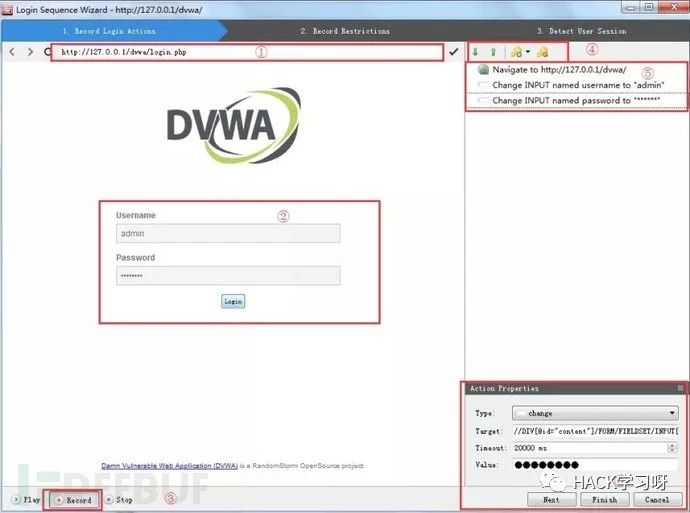 Login Sequence Wizard - http://127.0.0.1/dvwa/
1. Record Login Actions
2. Record Restrictions
3. Detect User Session
http://127.0.0.1/dvwa/login.php
①
④
Navigate to http://127.0.0.1/dvwa/
⑤
Change INPUT named username to "admin"
Change INPUT named password to "*******"
DVWA
Username
②
admin
Password
********
Login
Action Properties
Type:
change
Target:
//DIV[@id="content"]/FORM/FIELDSET/INPUT[
Timeout:
20000 ms
Value:
●●●●●●●●
Damn Vulnerable Web Application (DVWA) is a RandomStorm OpenSource project.
FREEBUF
HACK学习呀
Play
Record
Stop
③
Next
Finish
Cancel